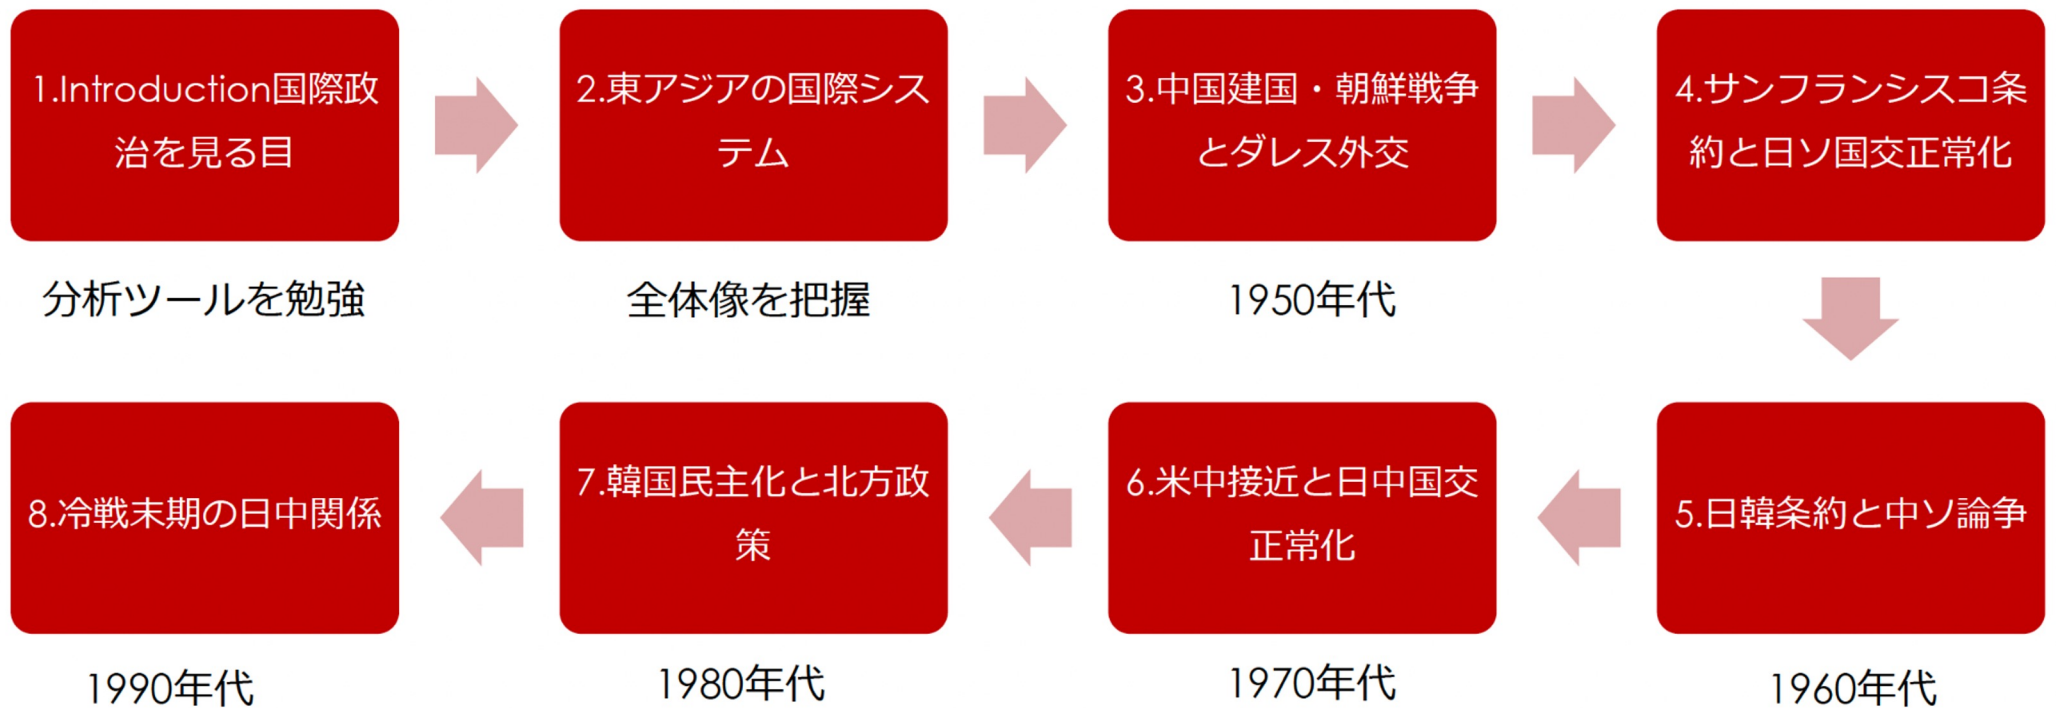 1.Introduction国際政
治を見る目
2.東アジアの国際シス
テム
3.中国建国・朝鮮戦争
とダレス外交
4.サンフランシスコ条
約と日ソ国交正常化
分析ツールを勉強
全体像を把握
1950年代
8.冷戦末期の日中関係
7.韓国民主化と北方政
策
6.米中接近と日中国交
正常化
5.日韓条約と中ソ論争
1990年代
1980年代
1970年代
1960年代